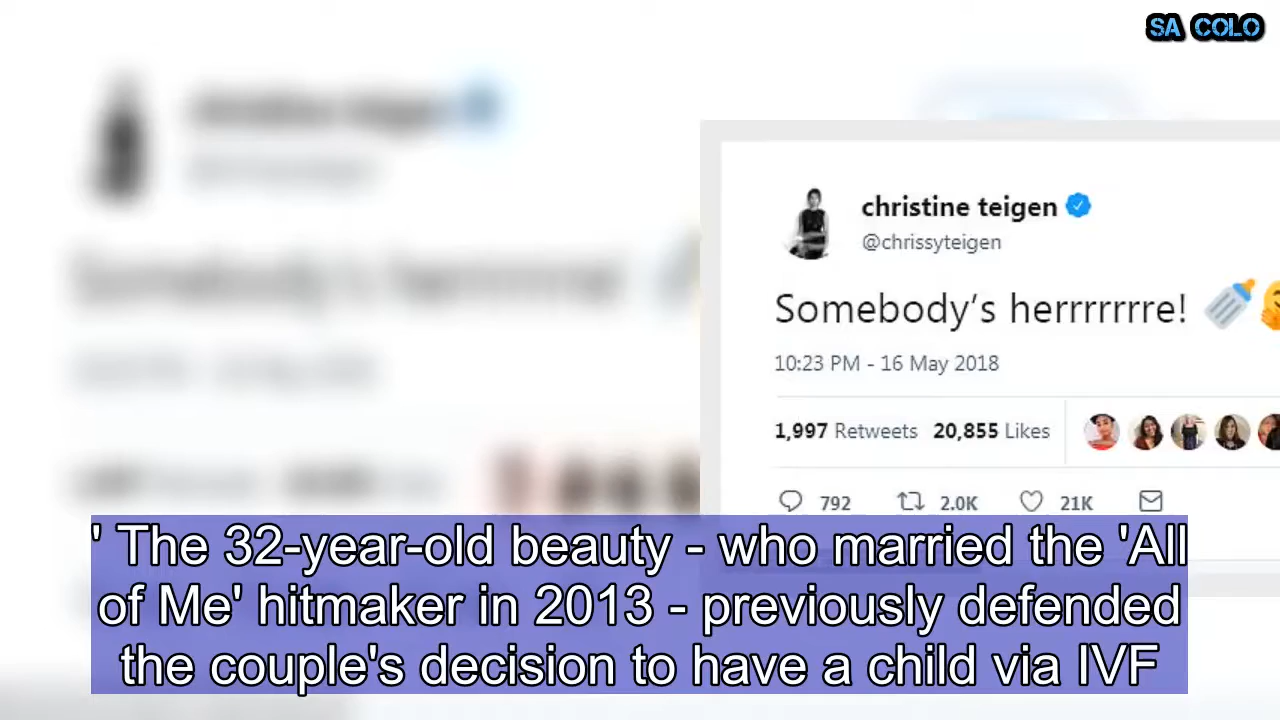 SA COLO
christine teigen
@chrissyteigen
Somebody's herrrrrrre!
10:23 PM - 16 May 2018
1,997 Retweets 20,855 Likes
792 2.0K 21K
' The 32-year-old beauty - who married the 'All
of Me' hitmaker in 2013 - previously defended
the couple's decision to have a child via IVF